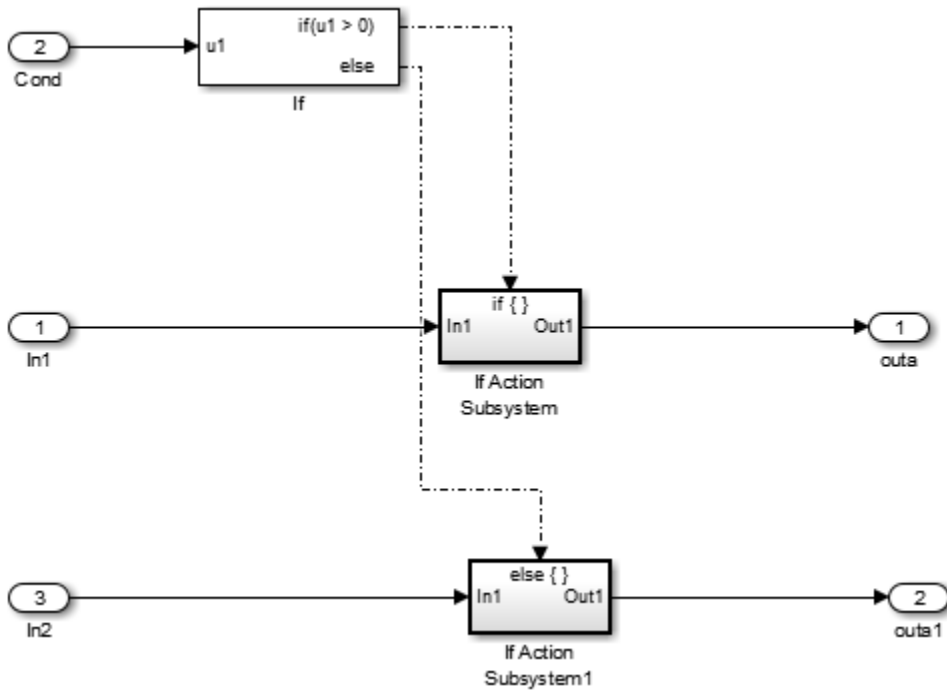 if(u1 > 0)
2
u1
else
Cond
If
if { }
1
In1
Out1
1
In1
outa
If Action
Subsystem
else { }
3
In1
Out1
2
In2
outa1
If Action
Subsystem1